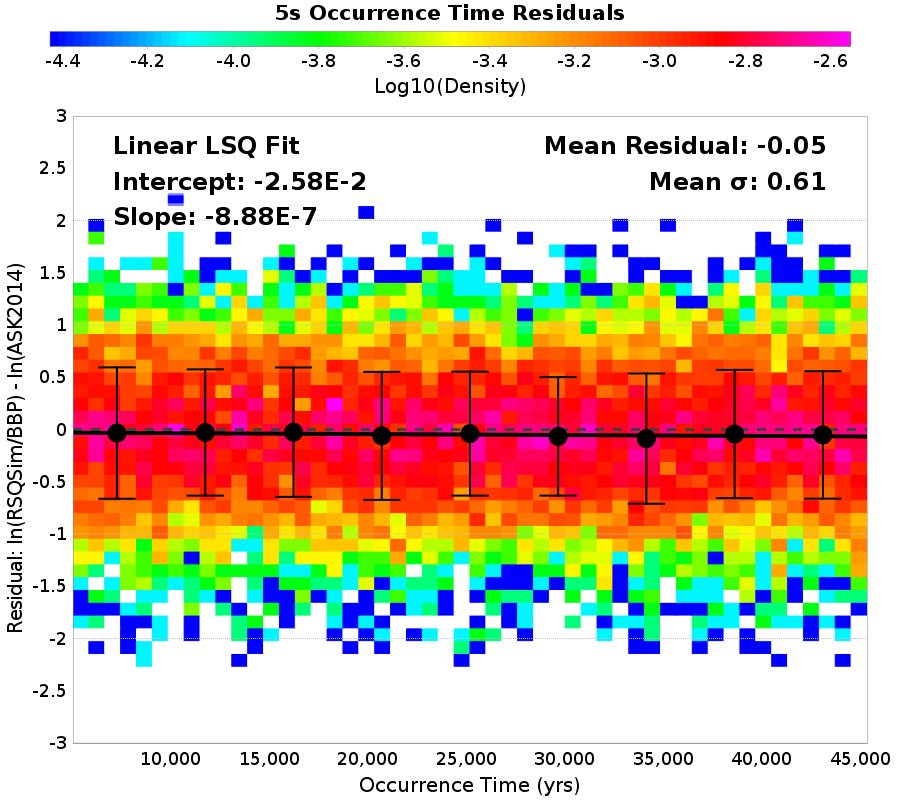 5s Occurrence Time Residuals
-4.4 -4.2 -4.0 -3.8 -3.6 -3.4 -3.2 -3.0 -2.8 -2.6
Log10(Density)
Linear LSQ Fit
Intercept: -2.58E-2
Slope: -8.88E-7
Mean Residual: -0.05
Mean σ: 0.61
Residual: ln(RSQSim/BBP) - ln(ASK2014)
3
2.5
2
1.5
1
0.5
0
-0.5
-1
-1.5
-2
-2.5
-3
10,000 15,000 20,000 25,000 30,000 35,000 40,000 45,000
Occurrence Time (yrs)